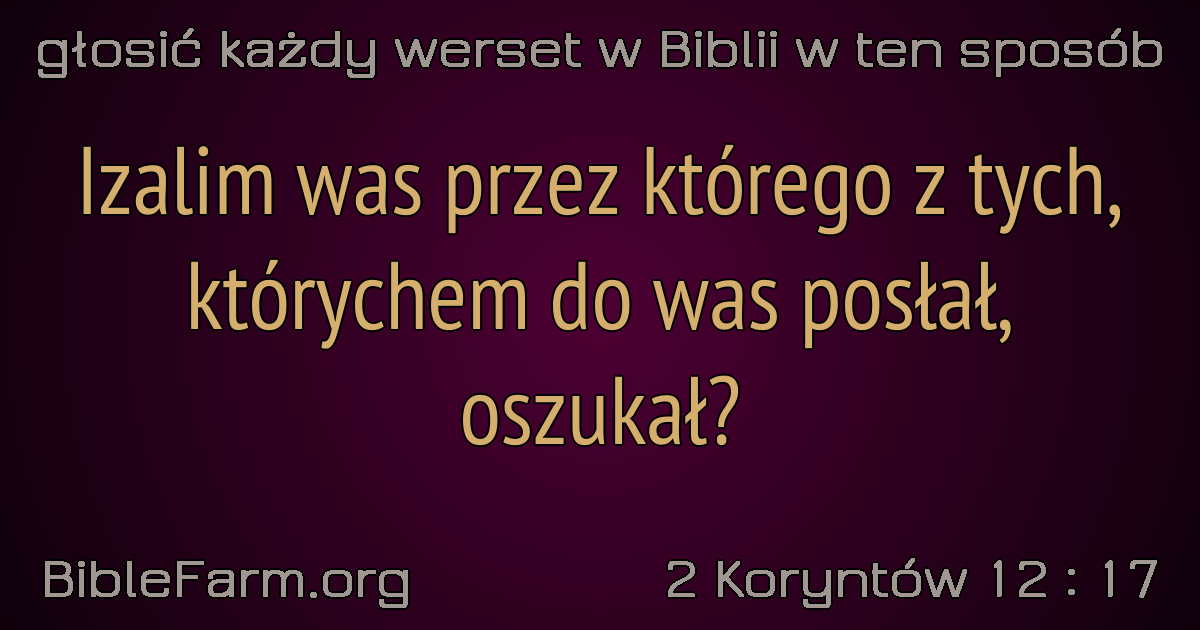 głosić każdy werset w Biblii w ten sposób
Izalim was przez którego z tych,
którychem do was posłał,
oszukał?
BibleFarm.org
2 Koryntów 12 : 17